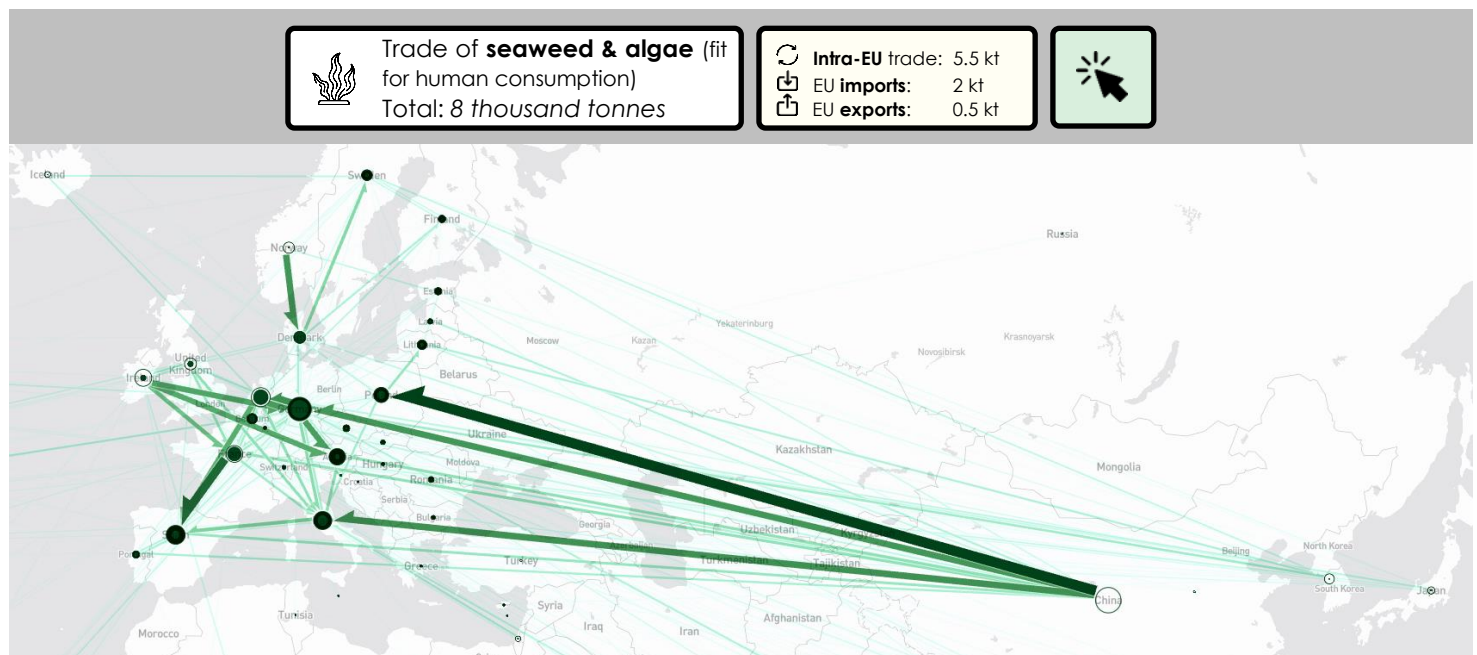 Trade of seaweed & algae (fit
for human consumption)
Total: 8 thousand tonnes
Intra-EU trade: 5.5 kt
EU imports: 2 kt
EU exports: 0.5 kt
Iceland
Sweden
Finland
Russia
Norway
Estonia
Latvia
Denmark
Lithuania
Moscow
Kazan
Yekaterinburg
Novosibirsk
Krasnoyarsk
United
Kingdom
Ireland
Berlin
Belarus
London
Ukraine
Kazakhstan
Mongolia
Switzerland
Hungary
Moldova
Croatia
Romania
Serbia
Bulgaria
Georgia
Uzbekistan
Kyrgyzstan
Beijing
North Korea
Portugal
Greece
Turkey
Azerbaijan
Turkmenistan
Tajikistan
South Korea
Japan
China
Syria
Tunisia
Afghanistan
Iraq
Iran
Morocco